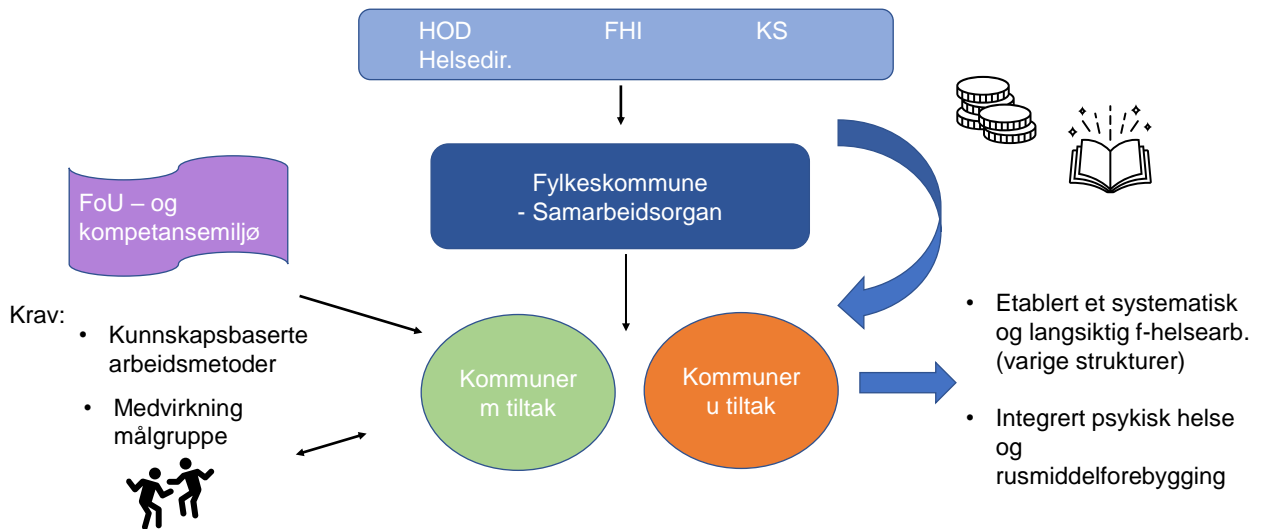 HOD FHI KS
Helsedir.
Fylkeskommune
- Samarbeidsorgan
FoU – og
kompetansemiljø
Krav:
• Kunnskapsbaserte
arbeidsmetoder
• Medvirkning
målgruppe
Kommuner
m tiltak
Kommuner
u tiltak
• Etablert et systematisk
og langsiktig f-helsearb.
(varige strukturer)
• Integrert psykisk helse
og
rusmiddelforebygging